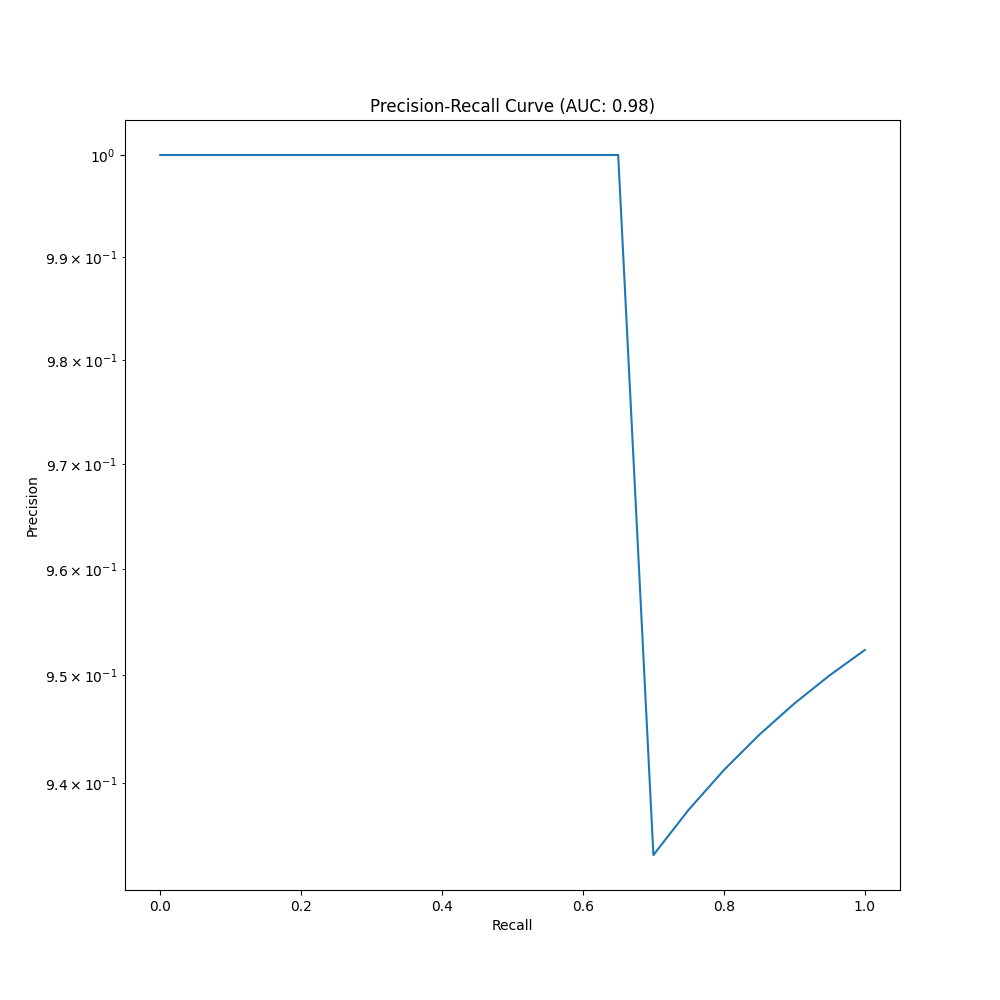 Precision-Recall Curve (AUC: 0.98)
10⁰
9.9 × 10⁻¹
9.8 × 10⁻¹
9.7 × 10⁻¹
9.6 × 10⁻¹
9.5 × 10⁻¹
9.4 × 10⁻¹
Precision
0.0 0.2 0.4 0.6 0.8 1.0
Recall